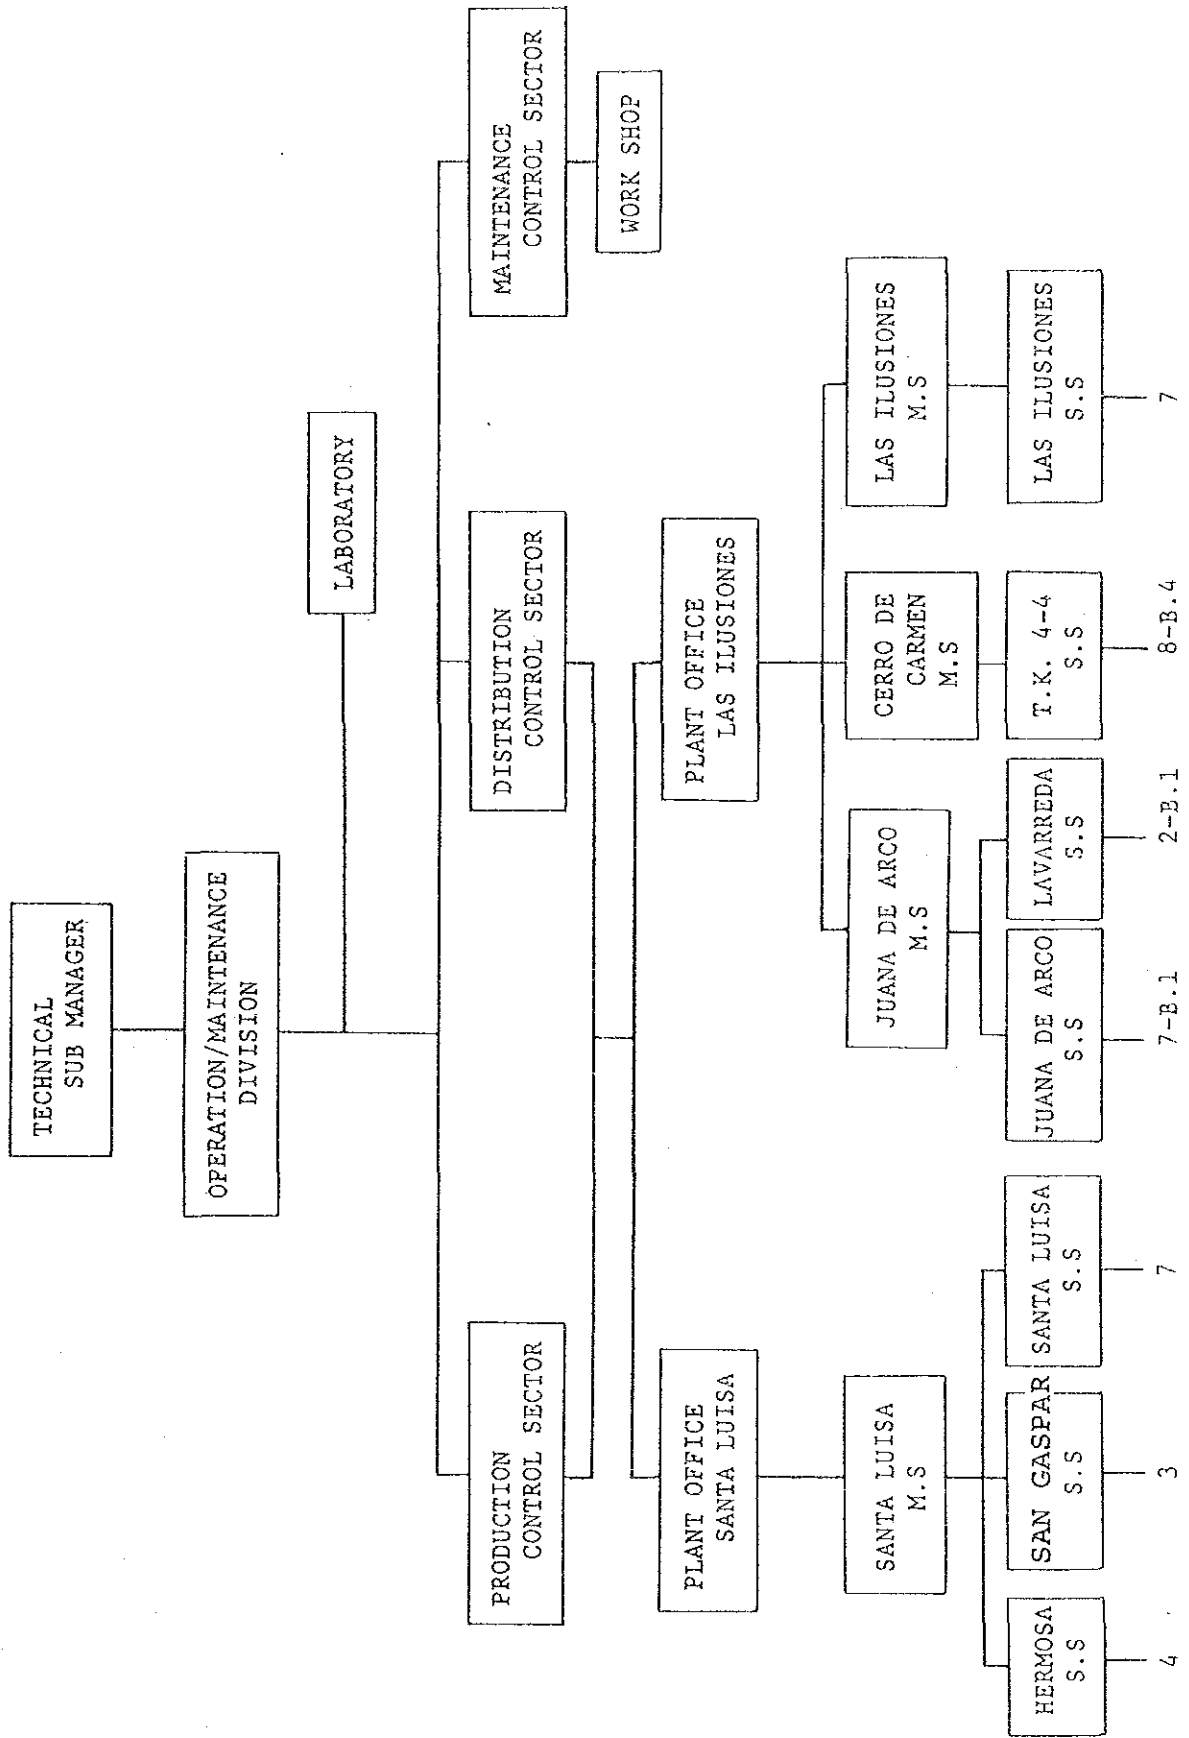 TECHNICAL
SUB MANAGER
OPERATION/MAINTENANCE
DIVISION
LABORATORY
PRODUCTION
CONTROL SECTOR
DISTRIBUTION
CONTROL SECTOR
MAINTENANCE
CONTROL SECTOR
WORK SHOP
PLANT OFFICE
SANTA LUISA
PLANT OFFICE
LAS ILUSIONES
SANTA LUISA
M.S
JUANA DE ARCO
M.S
CERRO DE
CARMEN
M.S
LAS ILUSIONES
M.S
HERMOSA
S.S
SAN GASPAR
S.S
SANTA LUISA
S.S
JUANA DE ARCO
S.S
LAVARREDA
S.S
T.K. 4-4
S.S
LAS ILUSIONES
S.S
4
3
7
7-B.1
2-B.1
8-B.4
7